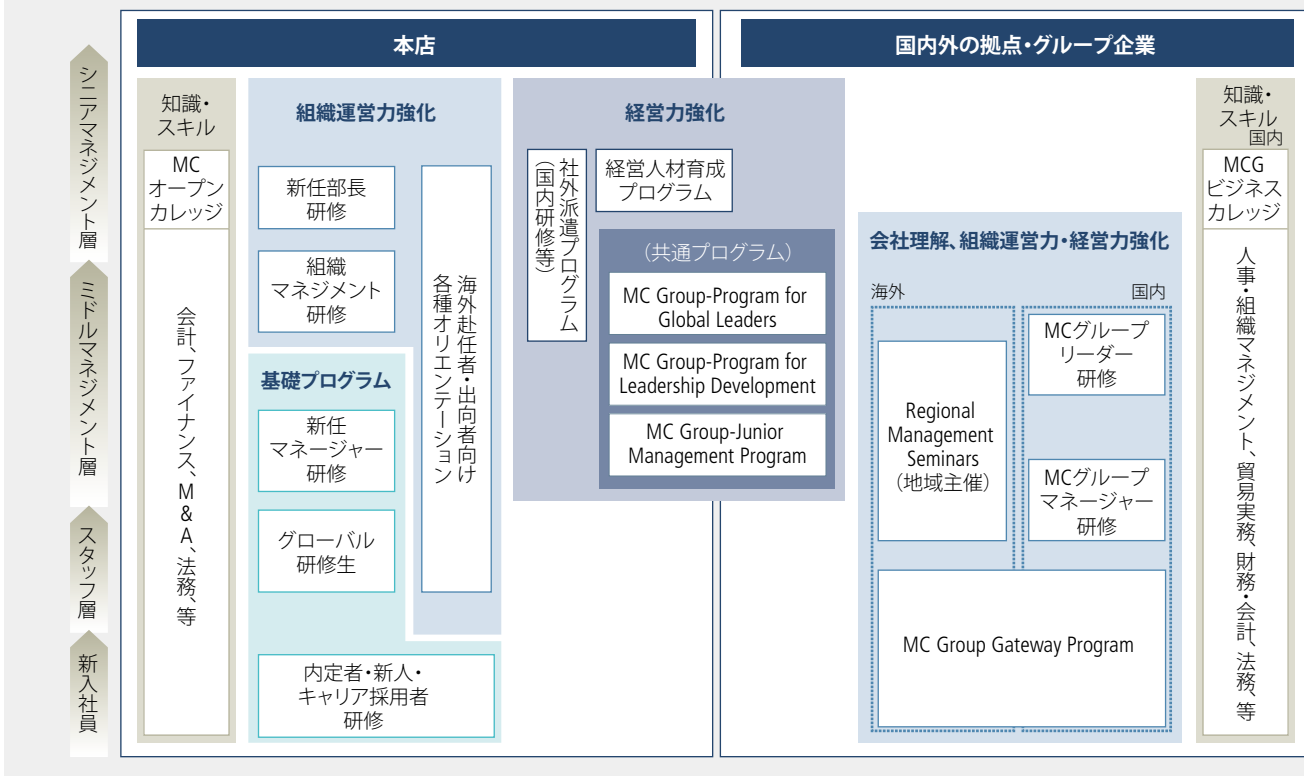 本店
国内外の拠点・グループ企業
シニアマネジメント層
ミドルマネジメント層
スタッフ層
新入社員
知識・
スキル
MC
オープン
カレッジ
会計、ファイナンス、M&A、法務、等
組織運営力強化
新任部長
研修
組織
マネジメント
研修
海外赴任者・出向者向け
各種オリエンテーション
基礎プログラム
新任
マネージャー
研修
グローバル
研修生
内定者・新人・
キャリア採用者
研修
経営力強化
社外派遣プログラム
（国内研修等）
経営人材育成
プログラム
（共通プログラム）
MC Group-Program for
Global Leaders
MC Group-Program for
Leadership Development
MC Group-Junior
Management Program
会社理解、組織運営力・経営力強化
海外
国内
Regional
Management
Seminars
（地域主催）
MCグループ
リーダー
研修
MCグループ
マネージャー
研修
MC Group Gateway Program
知識・
スキル
国内
MCG
ビジネス
カレッジ
人事・組織マネジメント、貿易実務、財務・会計、法務、等